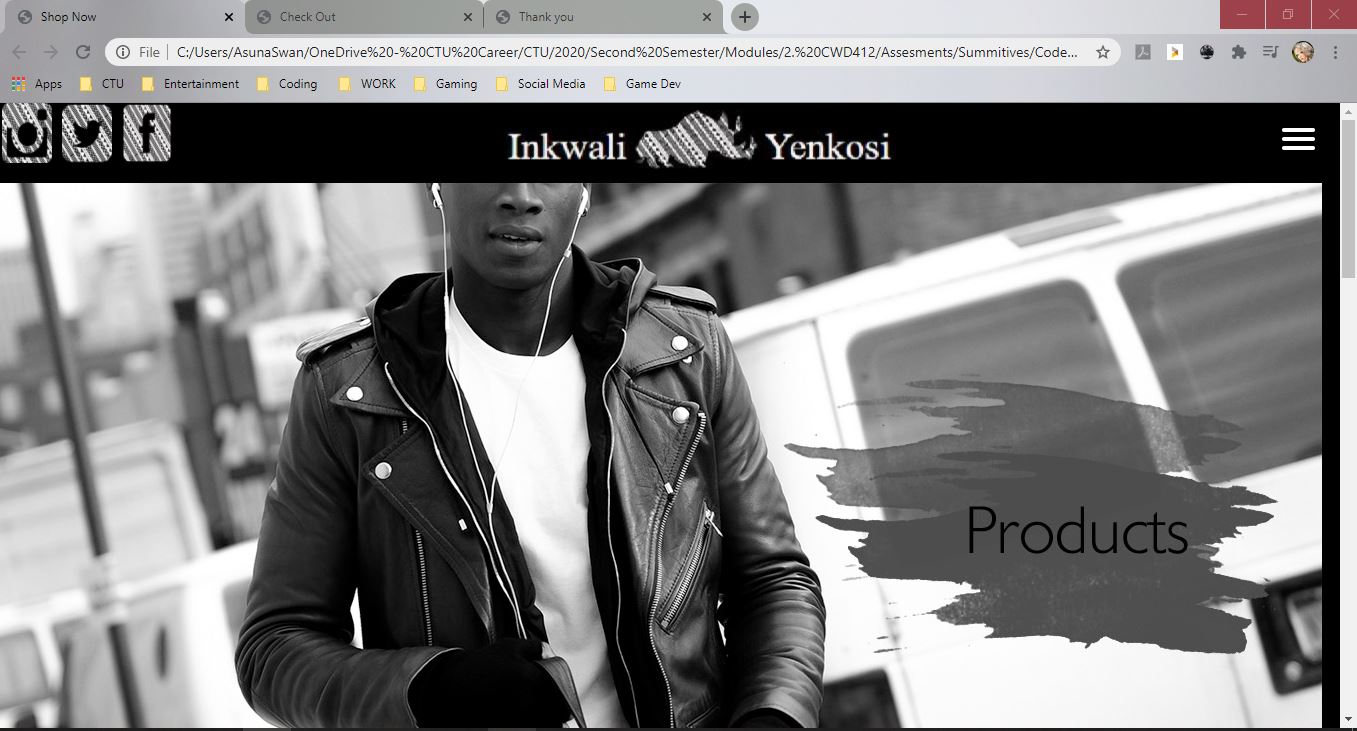 Shop Now
Check Out
Thank you
File
C:/Users/AsunaSwan/OneDrive%20-%20CTU%20Career/CTU/2020/Second%20Semester/Modules/2.%20CWD412/Assesments/Summitives/Code...
Apps
CTU
Entertainment
Coding
WORK
Gaming
Social Media
Game Dev
Inkwali Yenkosi
Products